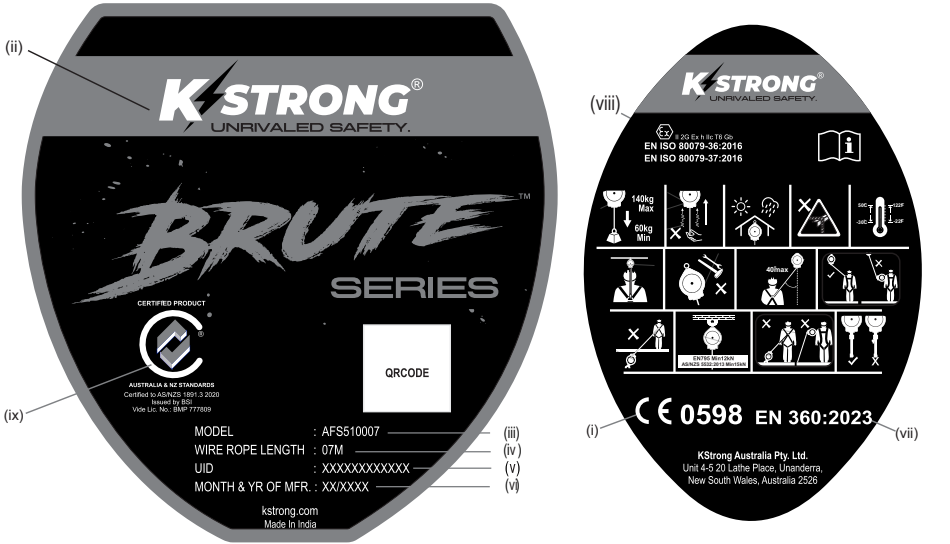 (ii)
KSTRONG®
UNRIVALED SAFETY.
BRUTE™
SERIES
CERTIFIED PRODUCT
®
AUSTRALIA & NZ STANDARDS
Certified to AS/NZS 1891.3 2020
Issued by BSI
Vide Lic. No.: BMP 777809
(ix)
QRCODE
MODEL : AFS510007 (iii)
WIRE ROPE LENGTH : 07M (iv)
UID : XXXXXXXXXXXX (v)
MONTH & YR OF MFR. : XX/XXXX (vi)
kstrong.com
Made In India
(viii)
KSTRONG®
UNRIVALED SAFETY.
Ex II 2G Ex h IIc T6 Gb
EN ISO 80079-36:2016
EN ISO 80079-37:2016
i
140kg
Max
60kg
Min
50C 122F
-30C -23F
40°max
EN795 Min12kN
AS/NZS 5532:2013 Min15kN
(i)
CE 0598 EN 360:2023
(vii)
KStrong Australia Pty. Ltd.
Unit 4-5 20 Lathe Place, Unanderra,
New South Wales, Australia 2526